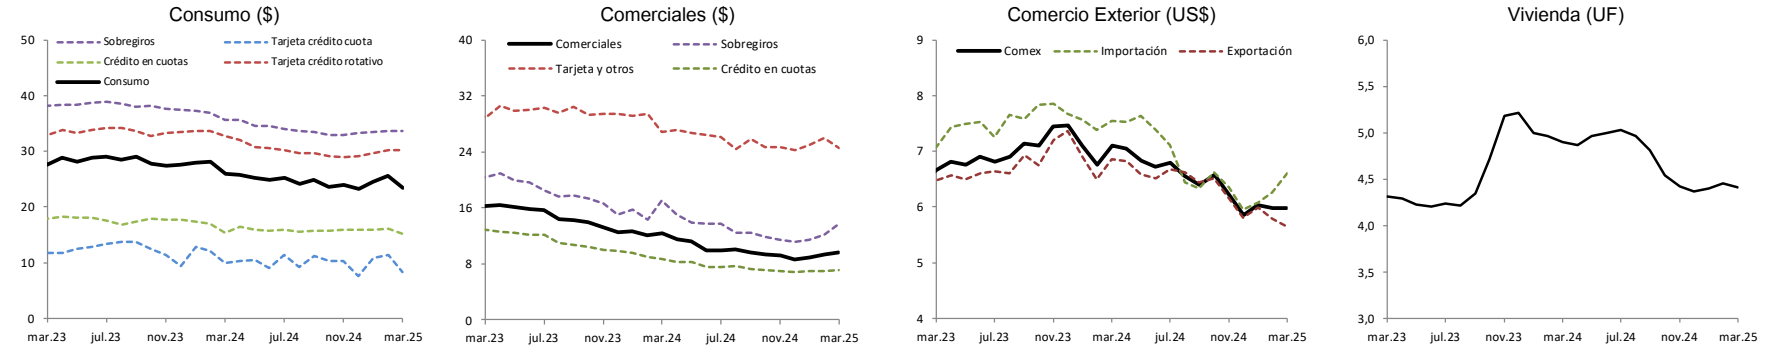 Consumo ($)
50
40
30
20
10
0
Sobregiros
Tarjeta crédito cuota
Crédito en cuotas
Tarjeta crédito rotativo
Consumo
mar.23
jul.23
nov.23
mar.24
jul.24
nov.24
mar.25
Comerciales ($)
40
32
24
16
8
0
Comerciales
Sobregiros
Tarjeta y otros
Crédito en cuotas
mar.23
jul.23
nov.23
mar.24
jul.24
nov.24
mar.25
Comercio Exterior (US$)
9
8
7
6
5
4
Comex
Importación
Exportación
mar.23
jul.23
nov.23
mar.24
jul.24
nov.24
mar.25
Vivienda (UF)
6,0
5,5
5,0
4,5
4,0
3,5
3,0
mar.23
jul.23
nov.23
mar.24
jul.24
nov.24
mar.25